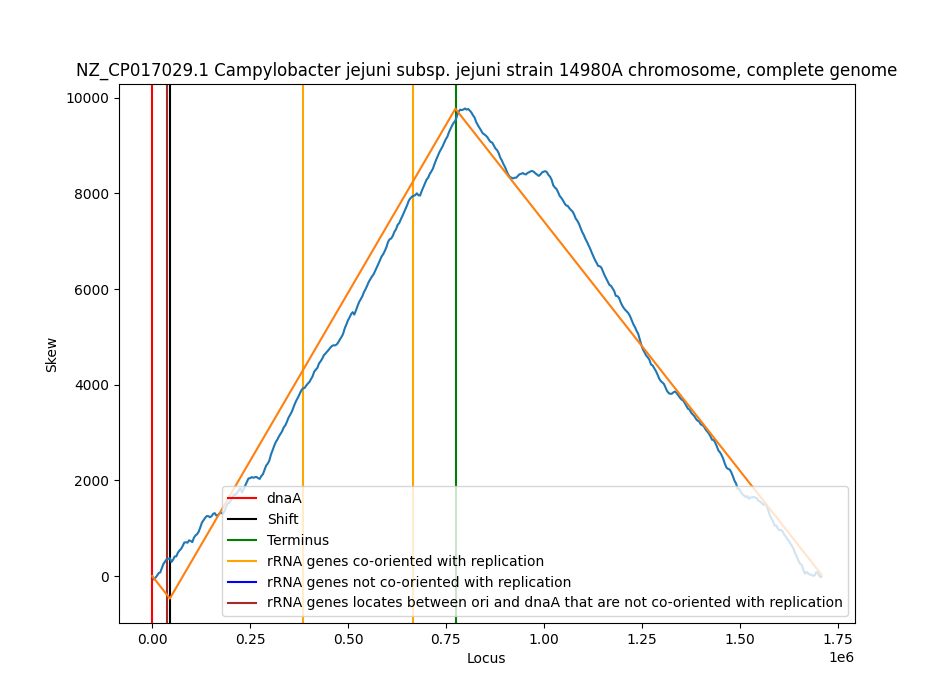 NZ_CP017029.1 Campylobacter jejuni subsp. jejuni strain 14980A chromosome, complete genome
10000
8000
6000
4000
2000
0
Skew
dnaA
Shift
Terminus
rRNA genes co-oriented with replication
rRNA genes not co-oriented with replication
rRNA genes locates between ori and dnaA that are not co-oriented with replication
0.00 0.25 0.50 0.75 1.00 1.25 1.50 1.75
Locus
1e6